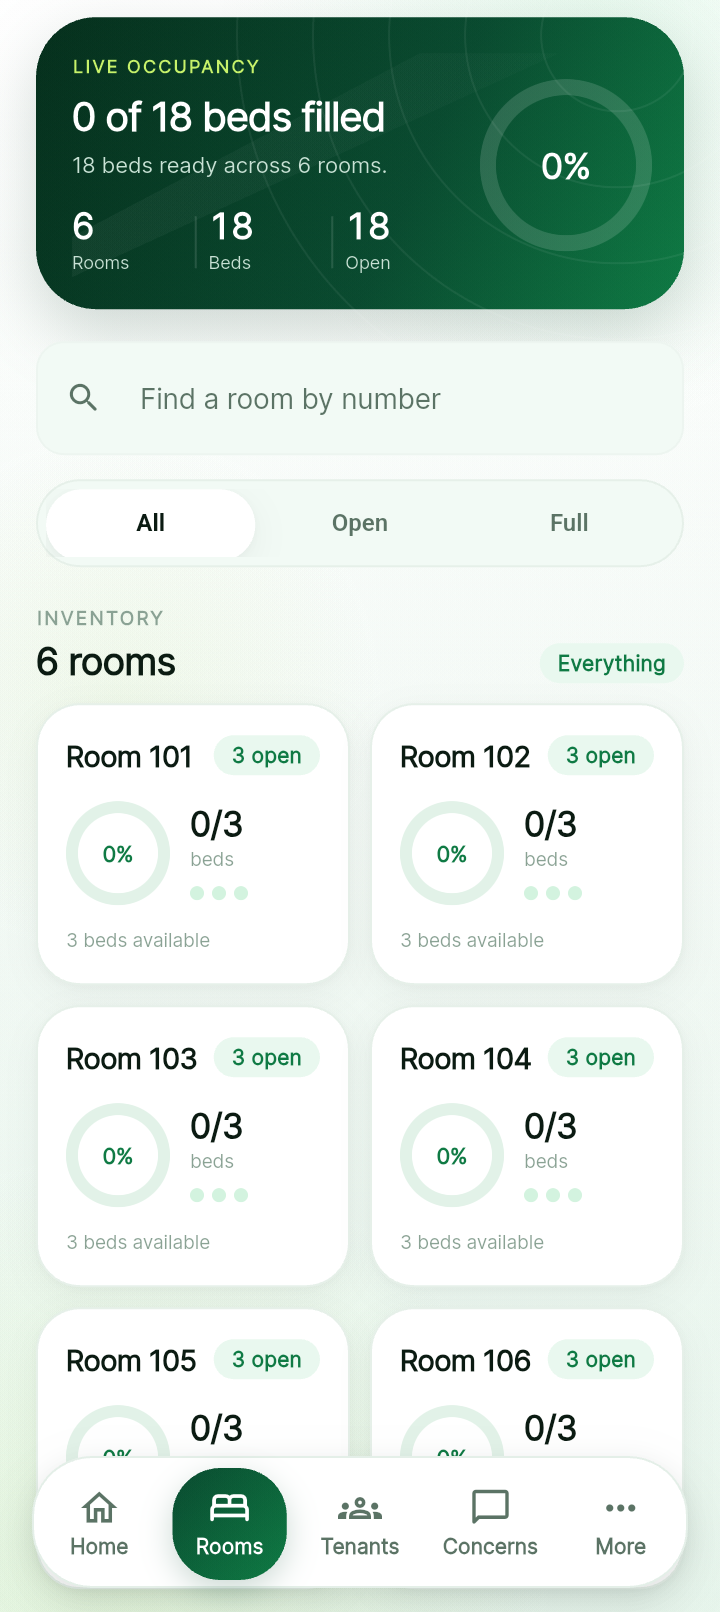 LIVE OCCUPANCY
0 of 18 beds filled
18 beds ready across 6 rooms.
0%
6
18
18
Rooms
Beds
Open
Find a room by number
All
Open
Full
INVENTORY
6 rooms
Everything
Room 101
3 open
0%
0/3
beds
3 beds available
Room 102
3 open
0%
0/3
beds
3 beds available
Room 103
3 open
0%
0/3
beds
3 beds available
Room 104
3 open
0%
0/3
beds
3 beds available
Room 105
3 open
0%
0/3
Room 106
3 open
0%
0/3
Home
Rooms
Tenants
Concerns
More